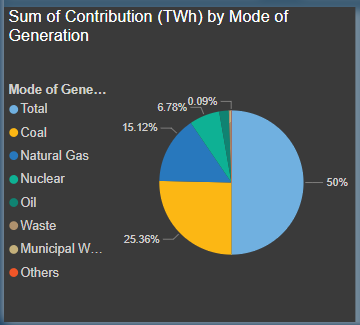 Sum of Contribution (TWh) by Mode of
Generation
Mode of Gene...
Total
Coal
Natural Gas
Nuclear
Oil
Waste
Municipal W...
Others
0.09%
6.78%
15.12%
50%
25.36%